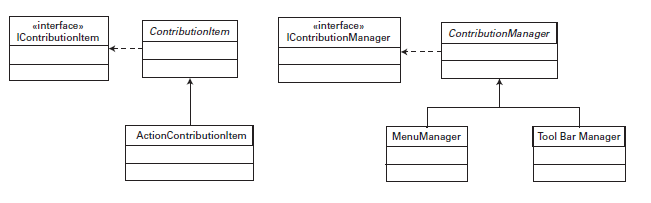 «interface»
IContributionItem
ContributionItem
«interface»
IContributionManager
ContributionManager
ActionContributionItem
MenuManager
Tool Bar Manager